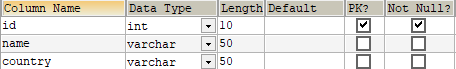 Column Name Data Type Length Default PK? Not Null?
id int 10
name varchar 50
country varchar 50